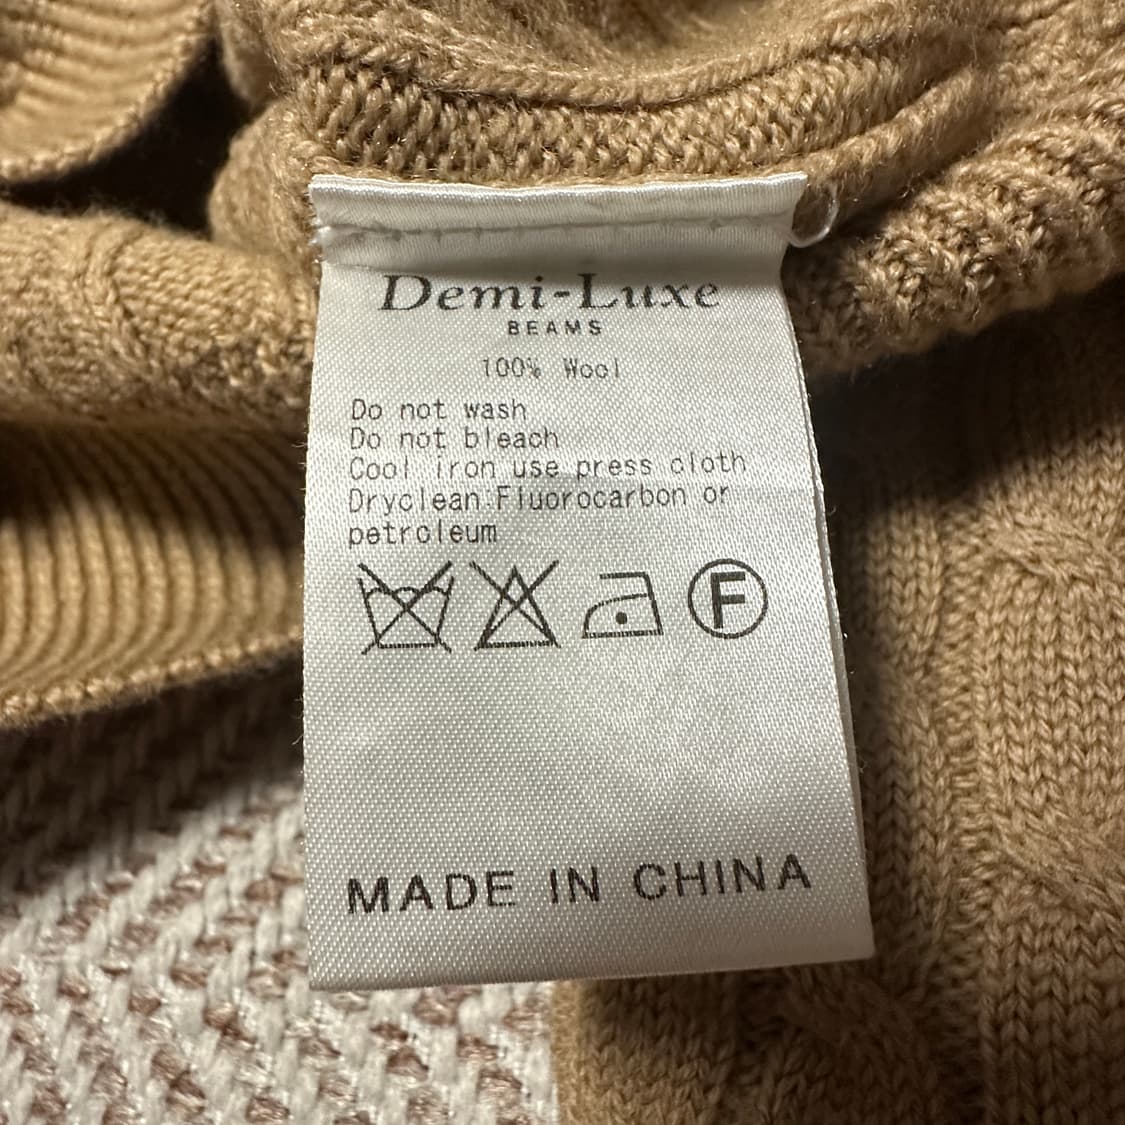 Demi-Luxe
BEAMS
100% Wool
Do not wash
Do not bleach
Cool iron use press cloth
Dryclean:Fluorocarbon or
petroleum
F
MADE IN CHINA